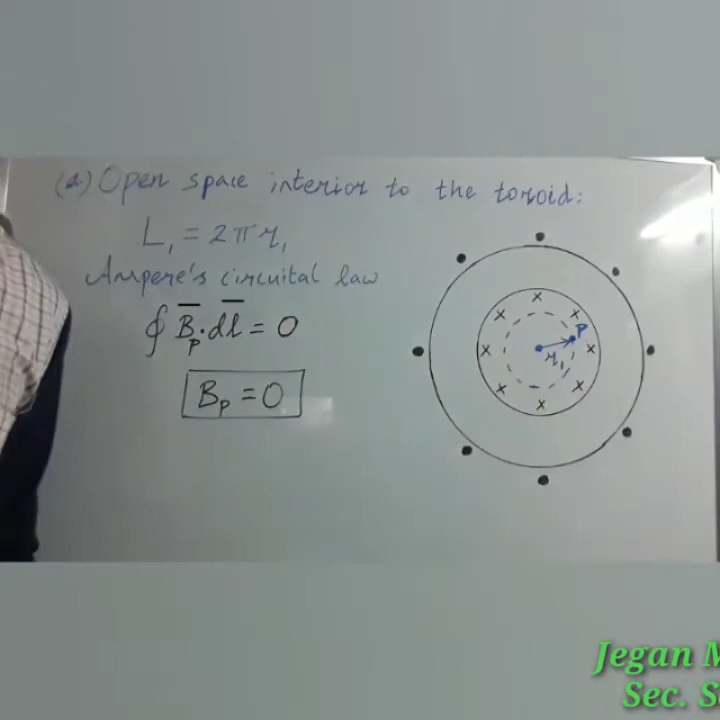 (a) Open space interior to the toroid:
L₁ = 2πr₁
Ampere's circuital law
∮ B̅ₚ. dl̅ = 0
Bₚ = 0
P
r₁
Jegan
Sec.